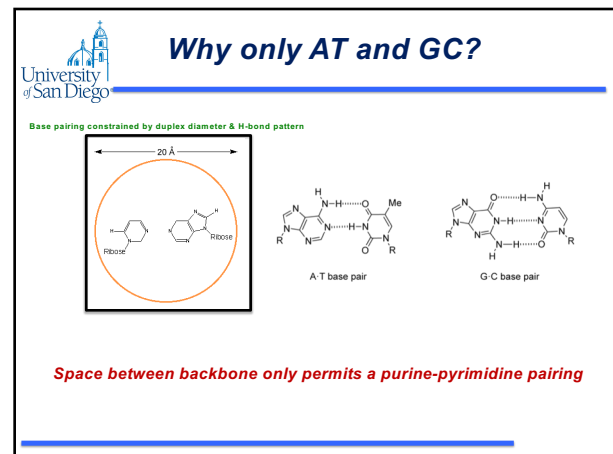 Why only AT and GC?
University
of San Diego
Base pairing constrained by duplex diameter & H-bond pattern
20 Å
H
N
N
Ribose
N
H
N
N
N
Ribose
H
N
H
O
Me
N
N
H
N
N
N
N
O
R
R
A·T base pair
H
O
H
N
N
N
H
N
N
N
N
N
H
O
R
H
R
G·C base pair
Space between backbone only permits a purine-pyrimidine pairing